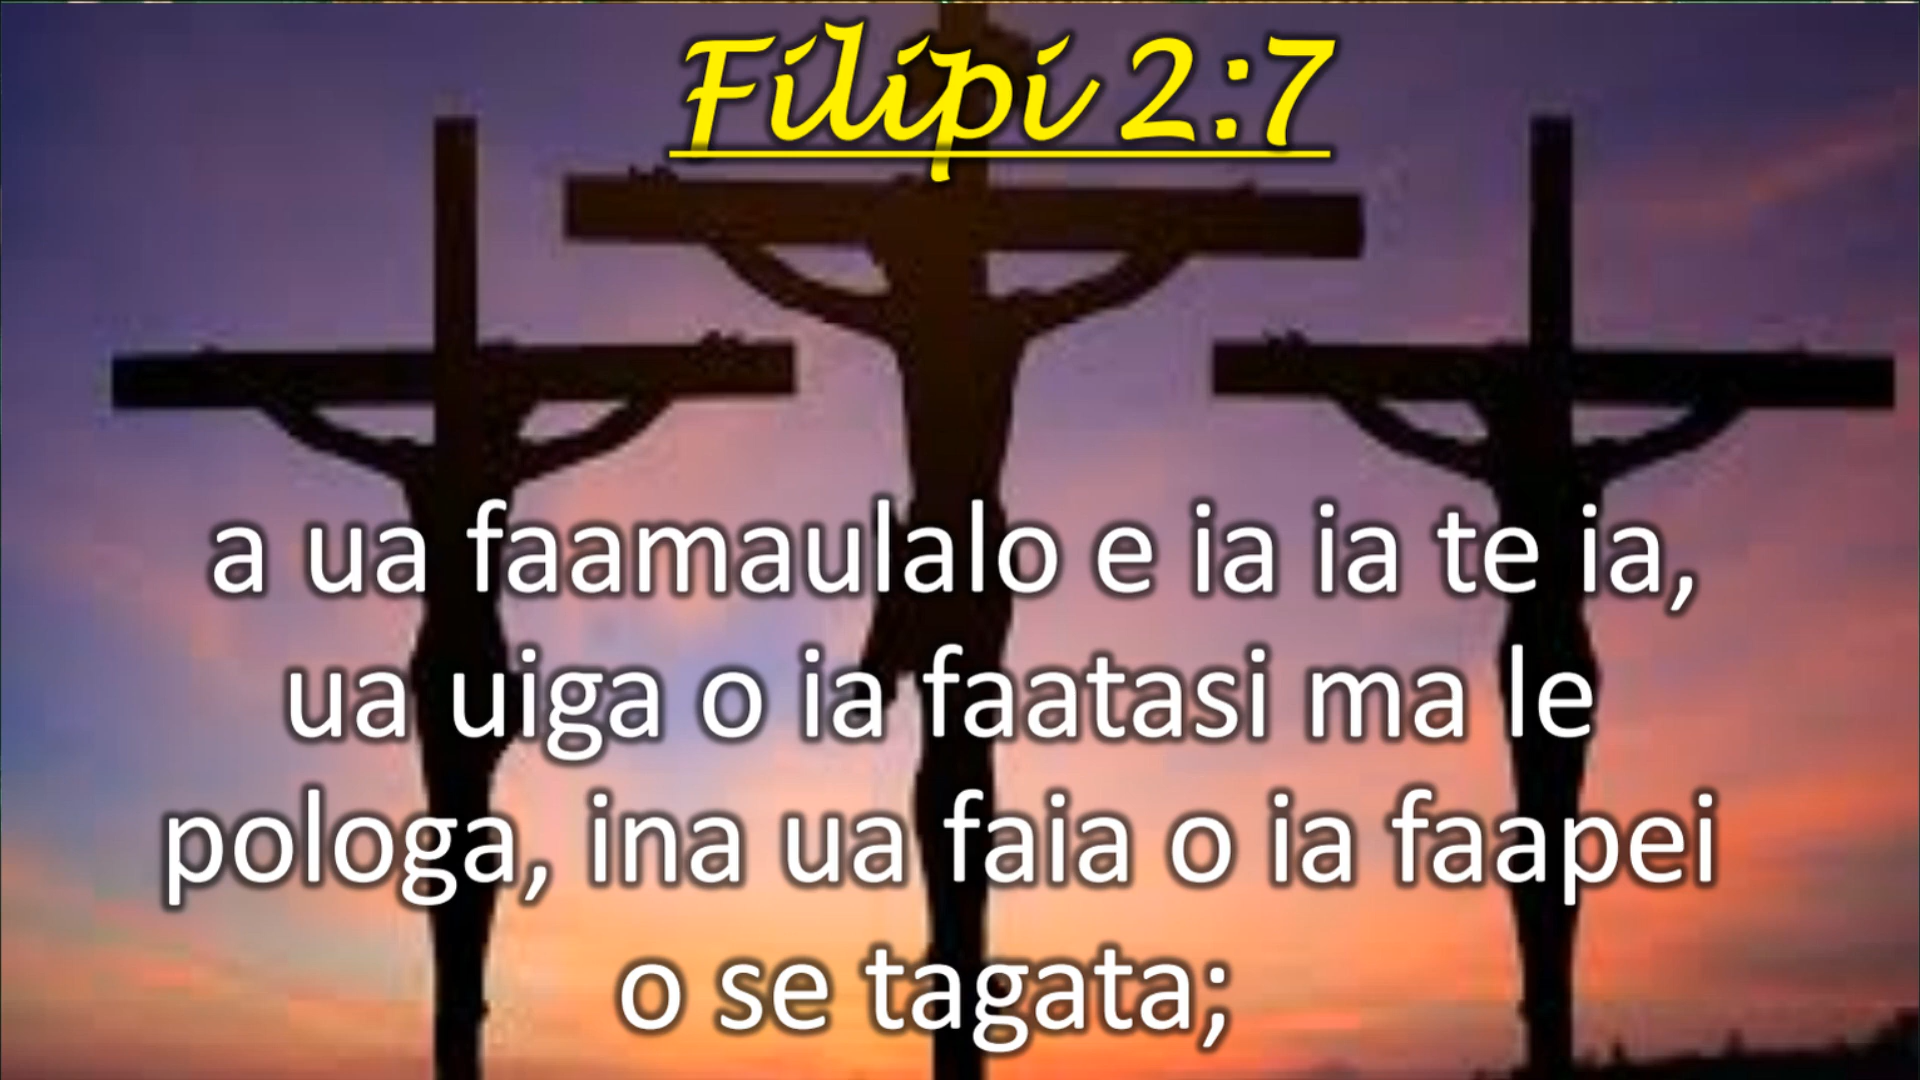 Filipi 2:7
a ua faamaulalo e ia ia te ia,
ua uiga o ia faatasi ma le
pologa, ina ua faia o ia faapei
o se tagata;